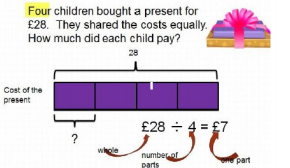 Four children bought a present for
£28. They shared the costs equally.
How much did each child pay?
28
Cost of the
present
?
£28 ÷ 4 = £7
whole
number of
parts
one part